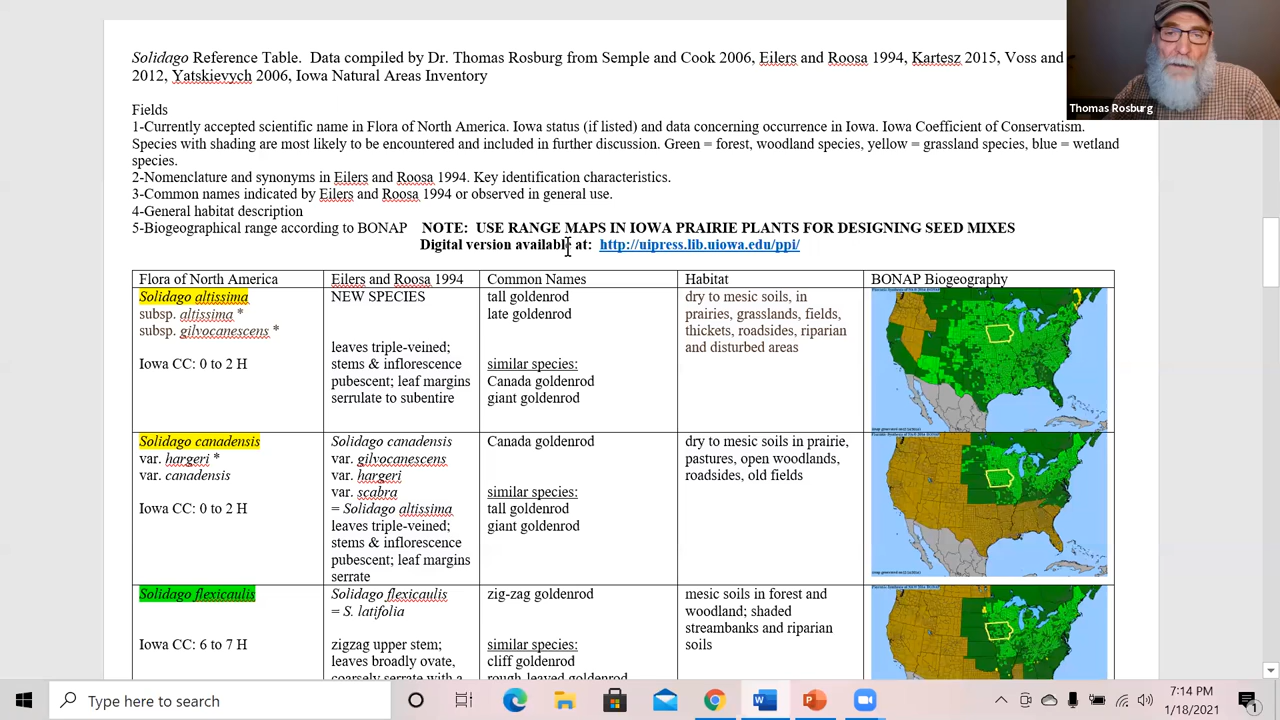 Solidago Reference Table.  Data compiled by Dr. Thomas Rosburg from Semple and Cook 2006, Eilers and Roosa 1994, Kartesz 2015, Voss and
2012, Yatskievych 2006, Iowa Natural Areas Inventory
Thomas Rosburg
Fields
1-Currently accepted scientific name in Flora of North America. Iowa status (if listed) and data concerning occurrence in Iowa. Iowa Coefficient of Conservatism.
Species with shading are most likely to be encountered and included in further discussion. Green = forest, woodland species, yellow = grassland species, blue = wetland
species.
2-Nomenclature and synonyms in Eilers and Roosa 1994. Key identification characteristics.
3-Common names indicated by Eilers and Roosa 1994 or observed in general use.
4-General habitat description
5-Biogeographical range according to BONAP NOTE: USE RANGE MAPS IN IOWA PRAIRIE PLANTS FOR DESIGNING SEED MIXES
Digital version available at: http://uipress.lib.uiowa.edu/ppi/
Flora of North America Eilers and Roosa 1994 Common Names Habitat BONAP Biogeography
Solidago altissima
subsp. altissima *
subsp. gilvocanescens *
Iowa CC: 0 to 2 H
NEW SPECIES
leaves triple-veined;
stems & inflorescence
pubescent; leaf margins
serrulate to subentire
tall goldenrod
late goldenrod
similar species:
Canada goldenrod
giant goldenrod
dry to mesic soils, in
prairies, grasslands, fields,
thickets, roadsides, riparian
and disturbed areas
Solidago canadensis
var. hargeri *
var. canadensis
Iowa CC: 0 to 2 H
Solidago canadensis
var. gilvocanescens
var. hargeri
var. scabra
= Solidago altissima
leaves triple-veined;
stems & inflorescence
pubescent; leaf margins
serrate
Canada goldenrod
similar species:
tall goldenrod
giant goldenrod
dry to mesic soils in prairie,
pastures, open woodlands,
roadsides, old fields
Solidago flexicaulis
Iowa CC: 6 to 7 H
Solidago flexicaulis
= S. latifolia
zigzag upper stem;
leaves broadly ovate,
coarsely serrate with a
zig-zag goldenrod
similar species:
cliff goldenrod
rough-leaved goldenrod
mesic soils in forest and
woodland; shaded
streambanks and riparian
soils
Type here to search
7:14 PM
1/18/2021